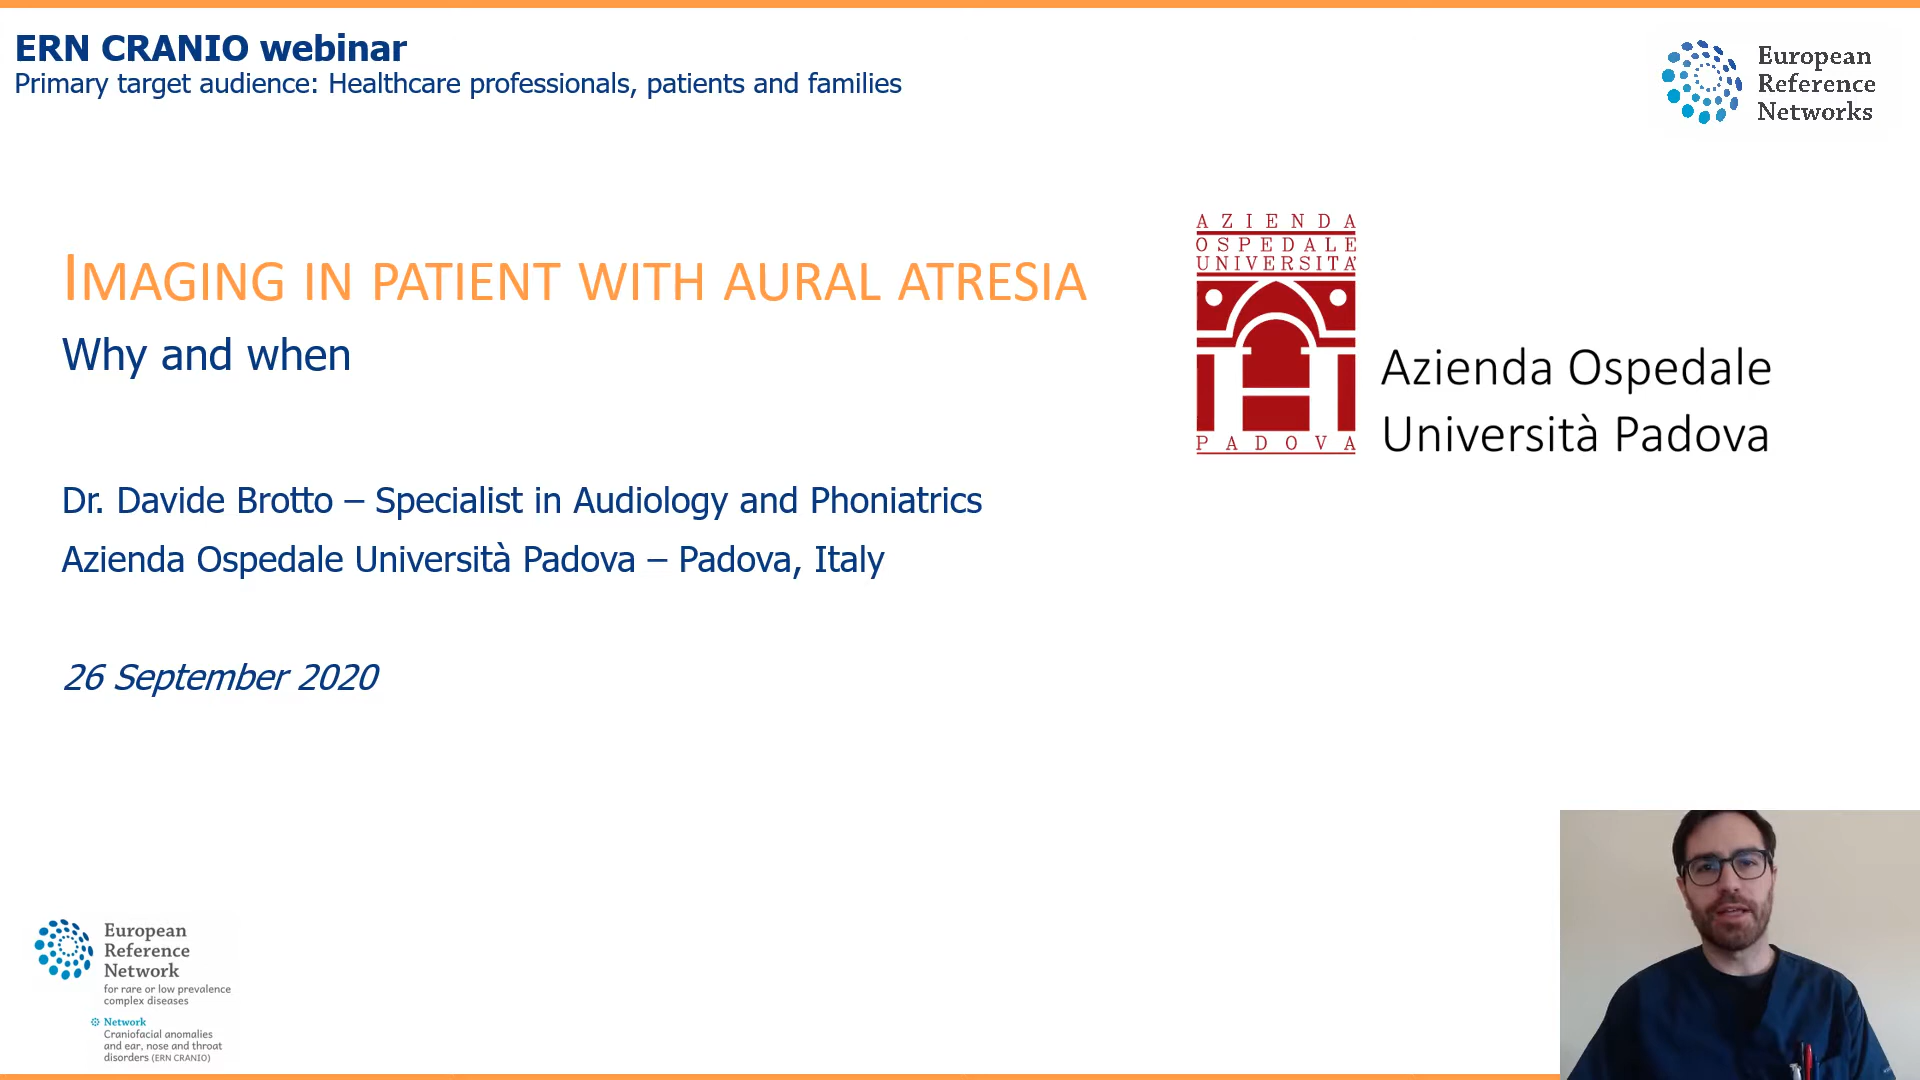 ERN CRANIO webinar
Primary target audience: Healthcare professionals, patients and families
European
Reference
Networks
IMAGING IN PATIENT WITH AURAL ATRESIA
Why and when
AZIENDA
OSPEDALE
UNIVERSITA'
PADOVA
Azienda Ospedale
Università Padova
Dr. Davide Brotto – Specialist in Audiology and Phoniatrics
Azienda Ospedale Università Padova – Padova, Italy
26 September 2020
European
Reference
Network
for rare or low prevalence
complex diseases
Network
Craniofacial anomalies
and ear, nose and throat
disorders (ERN CRANIO)